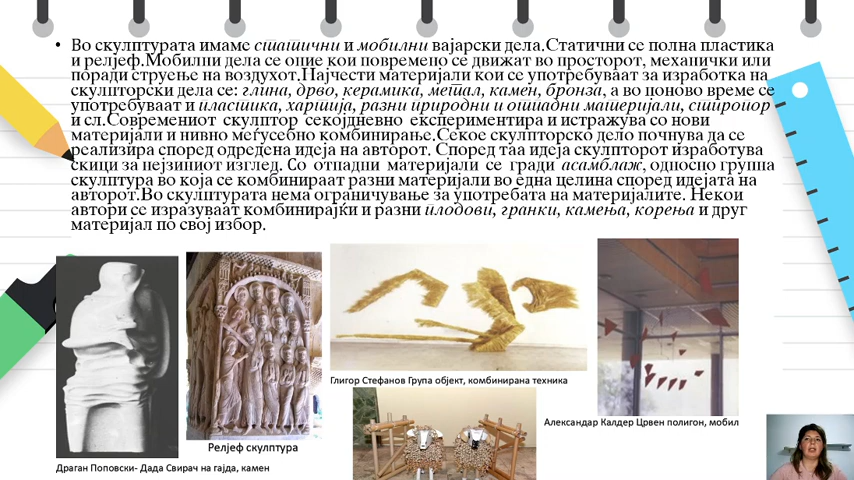 • Во скулптурата имаме статични и мобилни вајарски дела.Статични се полна пластика
и релјеф.Мобилни дела се оние кои повремено се движат во просторот, механички или
поради струење на воздухот.Најчести материјали кои се употребуваат за изработка на
скулпторски дела се: глина, дрво, керамика, метал, камен, бронза, а во поново време се
употребуваат и пластика, хартија, разни природни и отпадни материјали, стиропор
и сл.Современиот скулптор секојдневно експериментира и истражува со нови
материјали и нивно меѓусебно комбинирање.Секое скулпторско дело почнува да се
реализира според одредена идеја на авторот. Според таа идеја скулпторот изработува
скици за нејзиниот изглед. Со отпадни материјали се гради асамблаж, односно група
скулптура во која се комбинираат разни материјали во една целина според идејата на
авторот.Во скулптурата нема ограничување за употребата на материјалите. Некои
автори се изразуваат комбинирајќи и разни плодови, гранки, камења, корења и друг
материјал по свој избор.
Глигор Стефанов Група објект, комбинирана техника
Александар Калдер Црвен полигон, мобил
Релјеф скулптура
Драган Поповски- Дада Свирач на гајда, камен